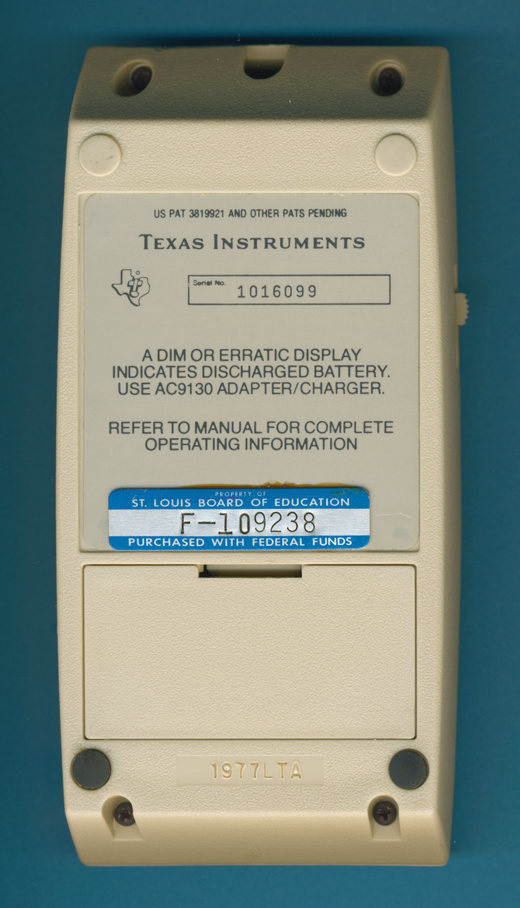 US PAT 3819921 AND OTHER PATS PENDING
TEXAS INSTRUMENTS
Serial No. 1016099
A DIM OR ERRATIC DISPLAY
INDICATES DISCHARGED BATTERY.
USE AC9130 ADAPTER/CHARGER.
REFER TO MANUAL FOR COMPLETE
OPERATING INFORMATION
PROPERTY OF
ST. LOUIS BOARD OF EDUCATION
F-109238
PURCHASED WITH FEDERAL FUNDS
1977LTA